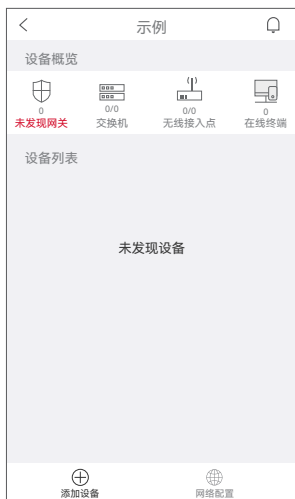 示例
设备概览
0 0/0 0/0 0
未发现网关 交换机 无线接入点 在线终端
设备列表
未发现设备
添加设备 网络配置